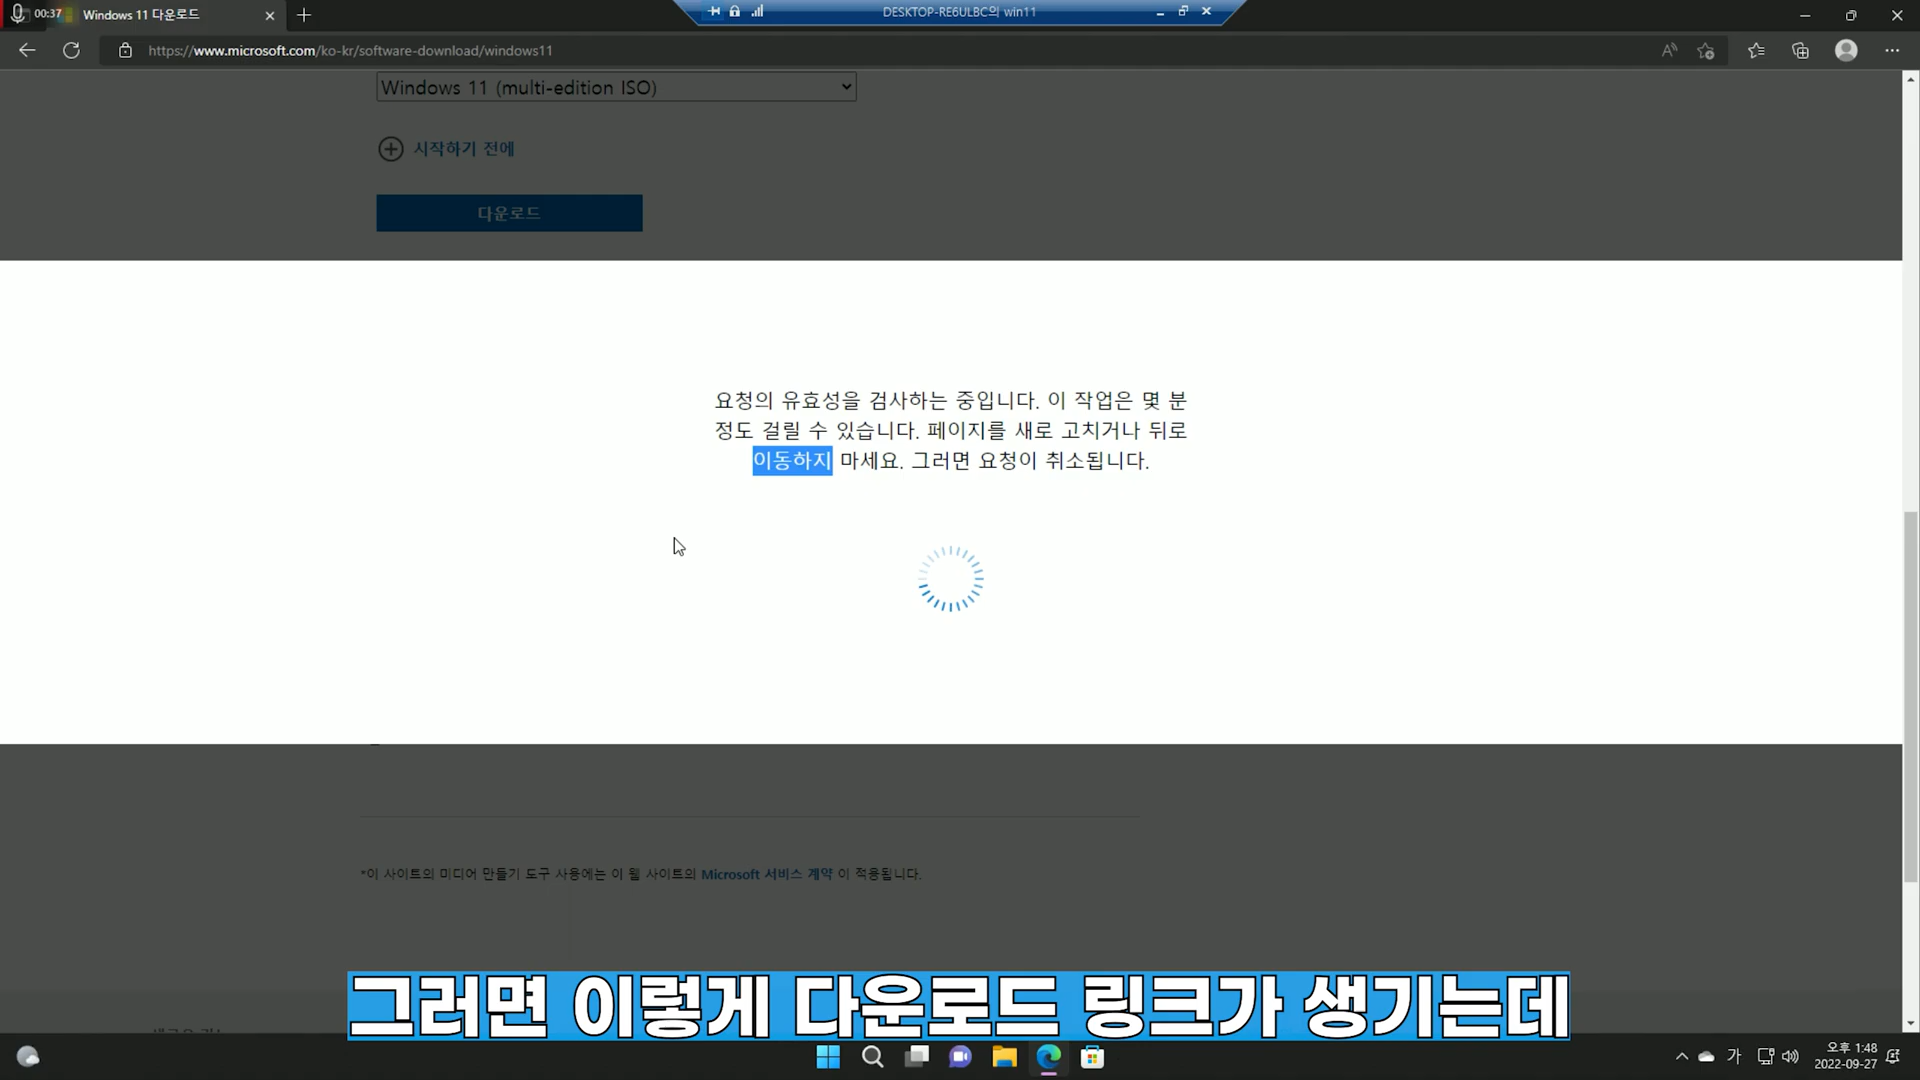 00:37
Windows 11 다운로드
DESKTOP-RE6ULBC의 win11
https://www.microsoft.com/ko-kr/software-download/windows11
Windows 11 (multi-edition ISO)
시작하기 전에
다운로드
요청의 유효성을 검사하는 중입니다. 이 작업은 몇 분
정도 걸릴 수 있습니다. 페이지를 새로 고치거나 뒤로
이동하지 마세요. 그러면 요청이 취소됩니다.
*이 사이트의 미디어 만들기 도구 사용에는 이 웹 사이트의 Microsoft 서비스 계약 이 적용됩니다.
그러면 이렇게 다운로드 링크가 생기는데
가
오후 1:48
2022-09-27